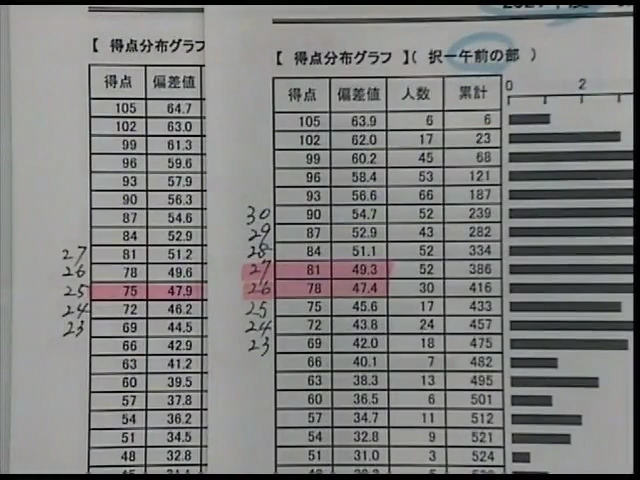 【 得点分布グラフ
得点 偏差値
105 64.7
102 63.0
99 61.3
96 59.6
93 57.9
90 56.3
87 54.6
84 52.9
27 81 51.2
26 78 49.6
25 75 47.9
24 72 46.2
23 69 44.5
66 42.9
63 41.2
60 39.5
57 37.8
54 36.2
51 34.5
48 32.8
【 得点分布グラフ 】( 択一午前の部 )
得点 偏差値 人数 累計 0 2
105 63.9 6 6
102 62.0 17 23
99 60.2 45 68
96 58.4 53 121
93 56.6 66 187
30 90 54.7 52 239
29 87 52.9 43 282
28 84 51.1 52 334
27 81 49.3 52 386
26 78 47.4 30 416
25 75 45.6 17 433
24 72 43.8 24 457
23 69 42.0 18 475
66 40.1 7 482
63 38.3 13 495
60 36.5 6 501
57 34.7 11 512
54 32.8 9 521
51 31.0 3 524